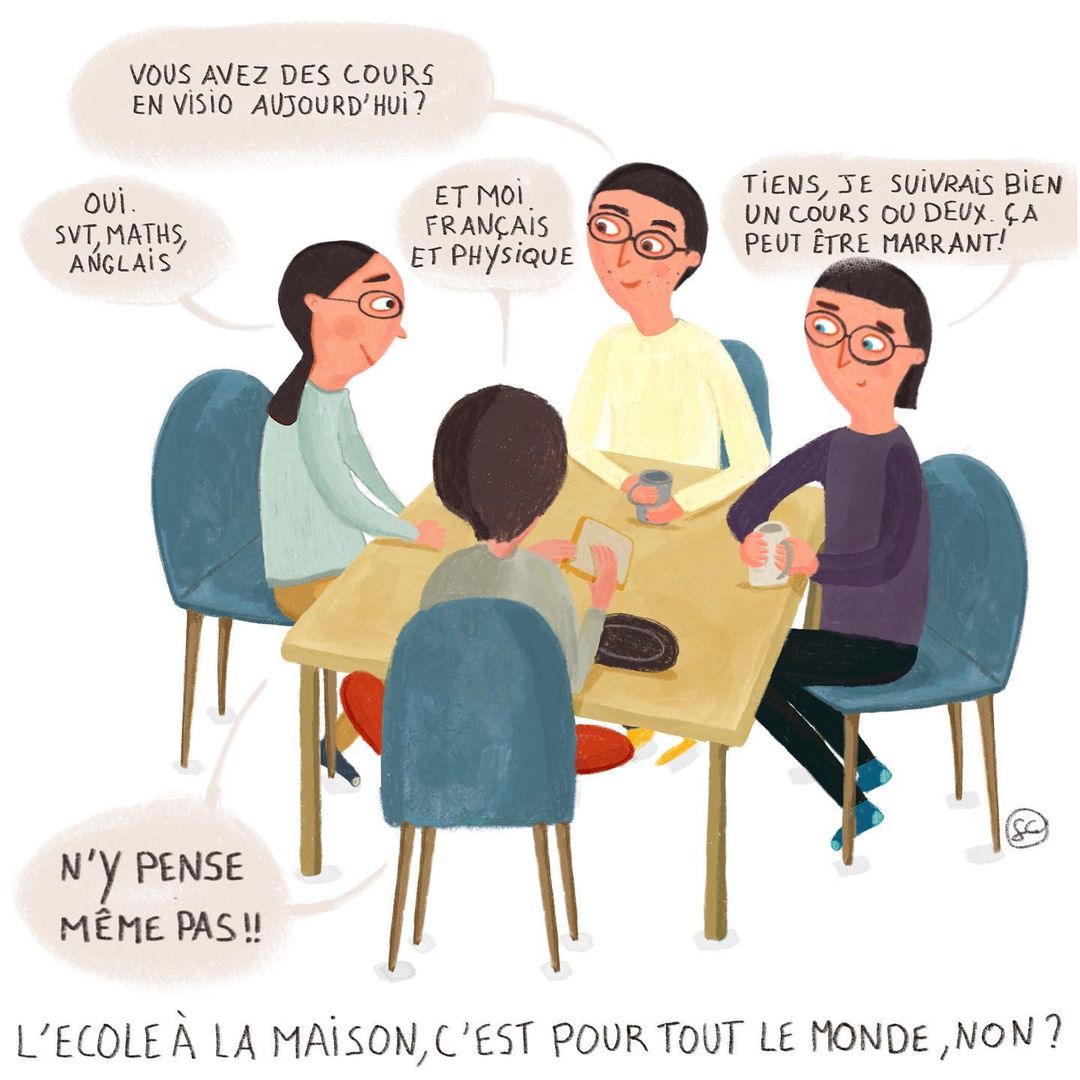 VOUS AVEZ DES COURS
EN VISIO AUJOURD'HUI?
OUI.
SVT, MATHS,
ANGLAIS
ET MOI
FRANÇAIS
ET PHYSIQUE
TIENS, JE SUIVRAIS BIEN
UN COURS OU DEUX. ÇA
PEUT ÊTRE MARRANT!
N'Y PENSE
MÊME PAS!!
SC
L'ECOLE À LA MAISON, C'EST POUR TOUT LE MONDE, NON?